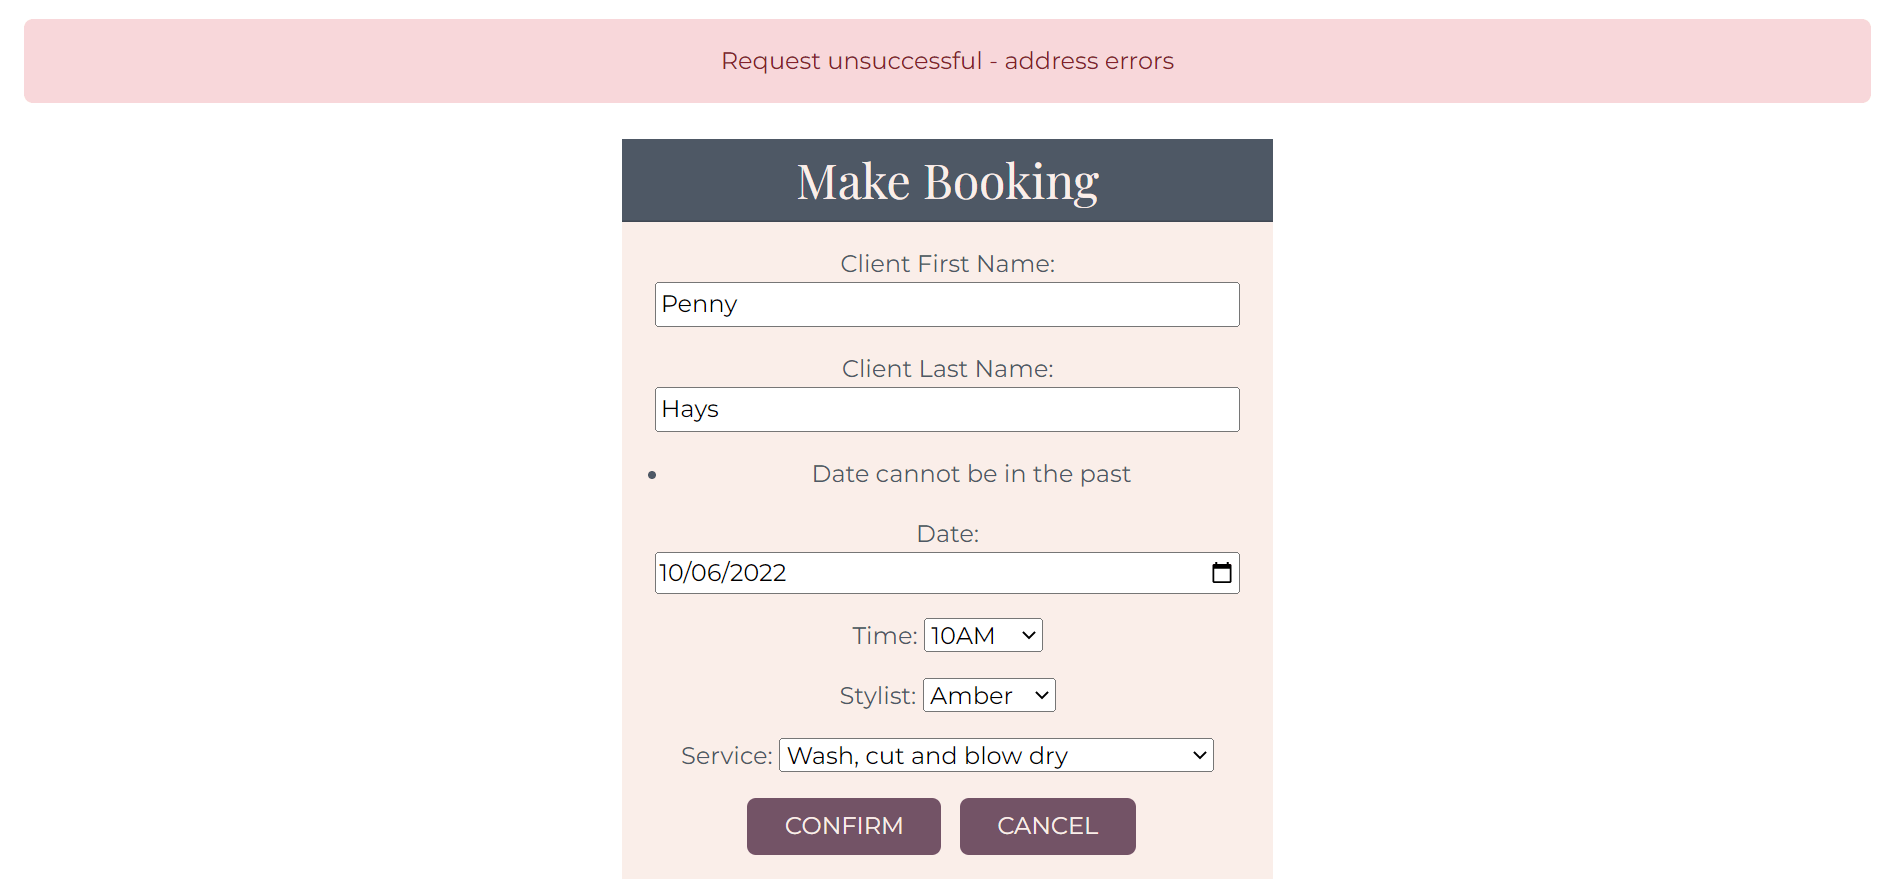 Request unsuccessful - address errors
Make Booking
Client First Name:
Penny
Client Last Name:
Hays
• Date cannot be in the past
Date:
10/06/2022
Time: 10AM
Stylist: Amber
Service: Wash, cut and blow dry
CONFIRM CANCEL